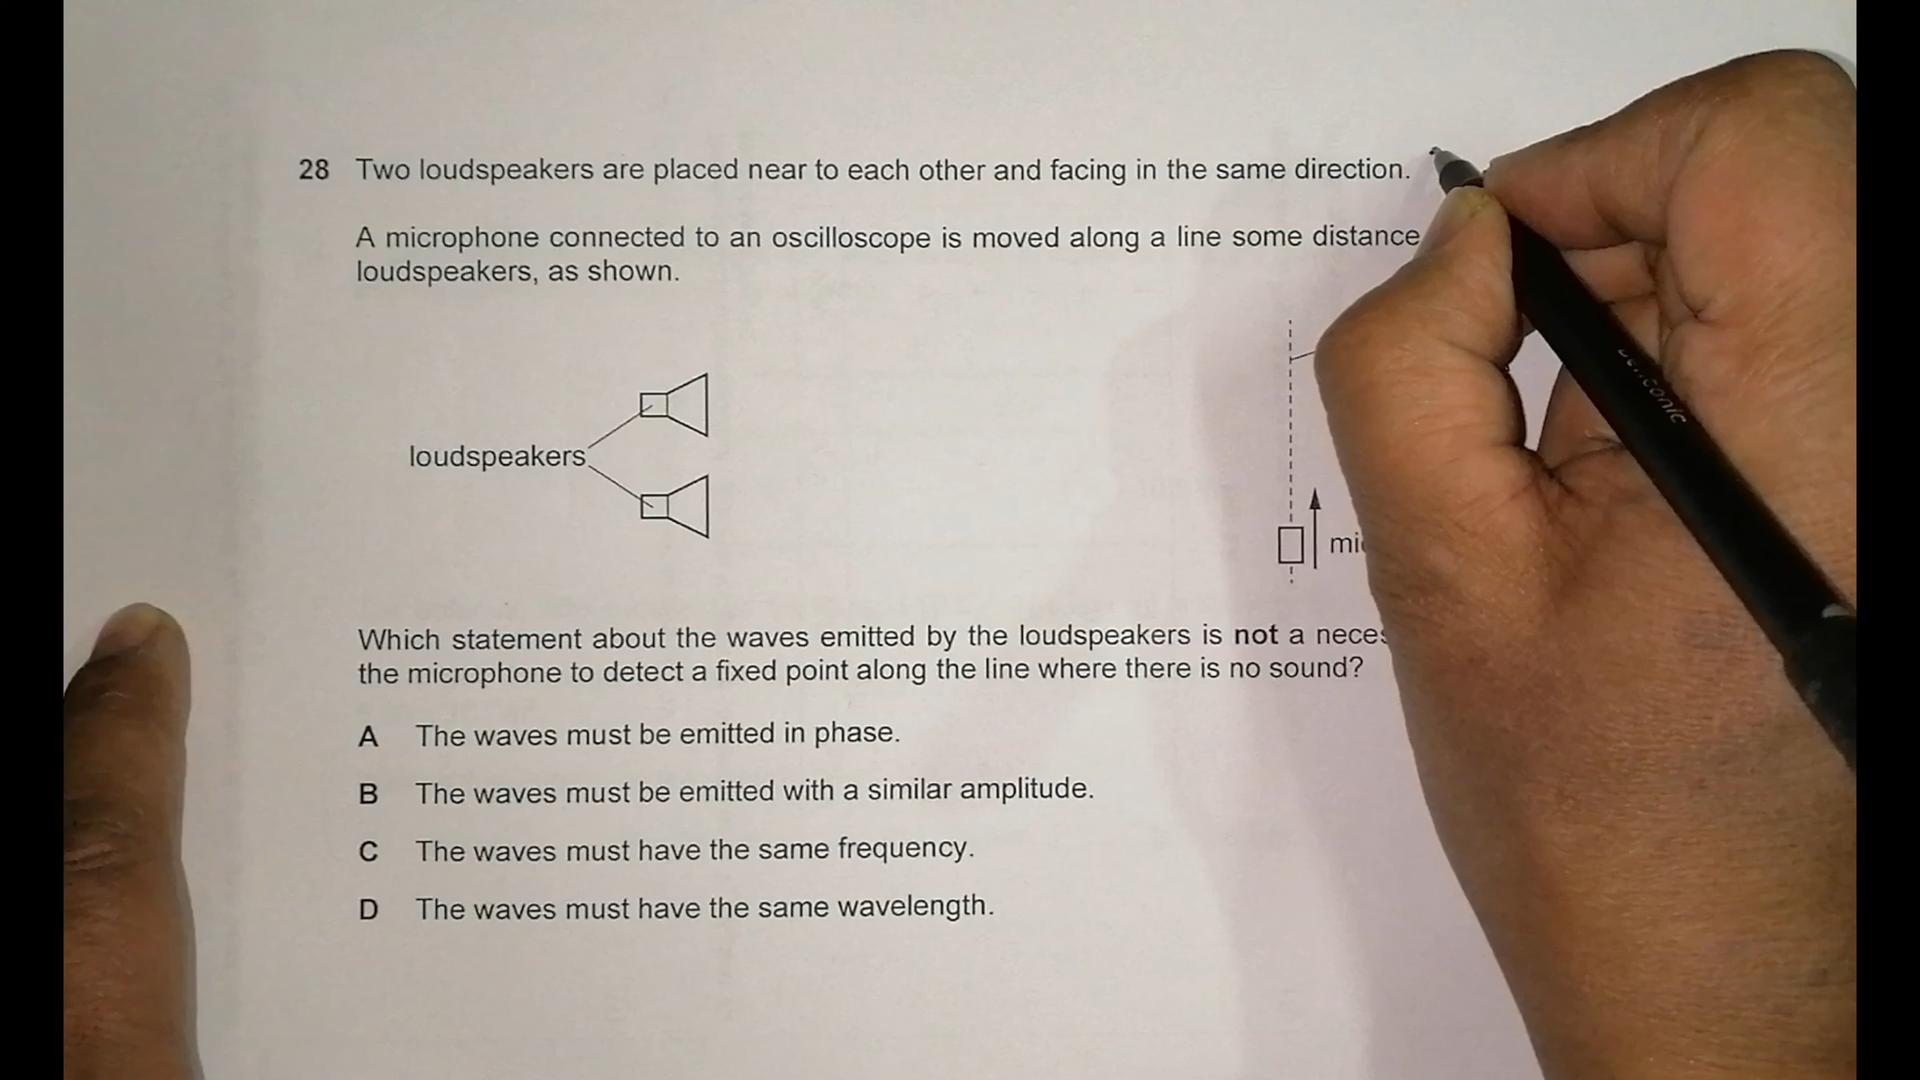 28 Two loudspeakers are placed near to each other and facing in the same direction.
A microphone connected to an oscilloscope is moved along a line some distance
loudspeakers, as shown.
loudspeakers
Which statement about the waves emitted by the loudspeakers is not a
the microphone to detect a fixed point along the line where there is no sound?
A The waves must be emitted in phase.
B The waves must be emitted with a similar amplitude.
C The waves must have the same frequency.
D The waves must have the same wavelength.